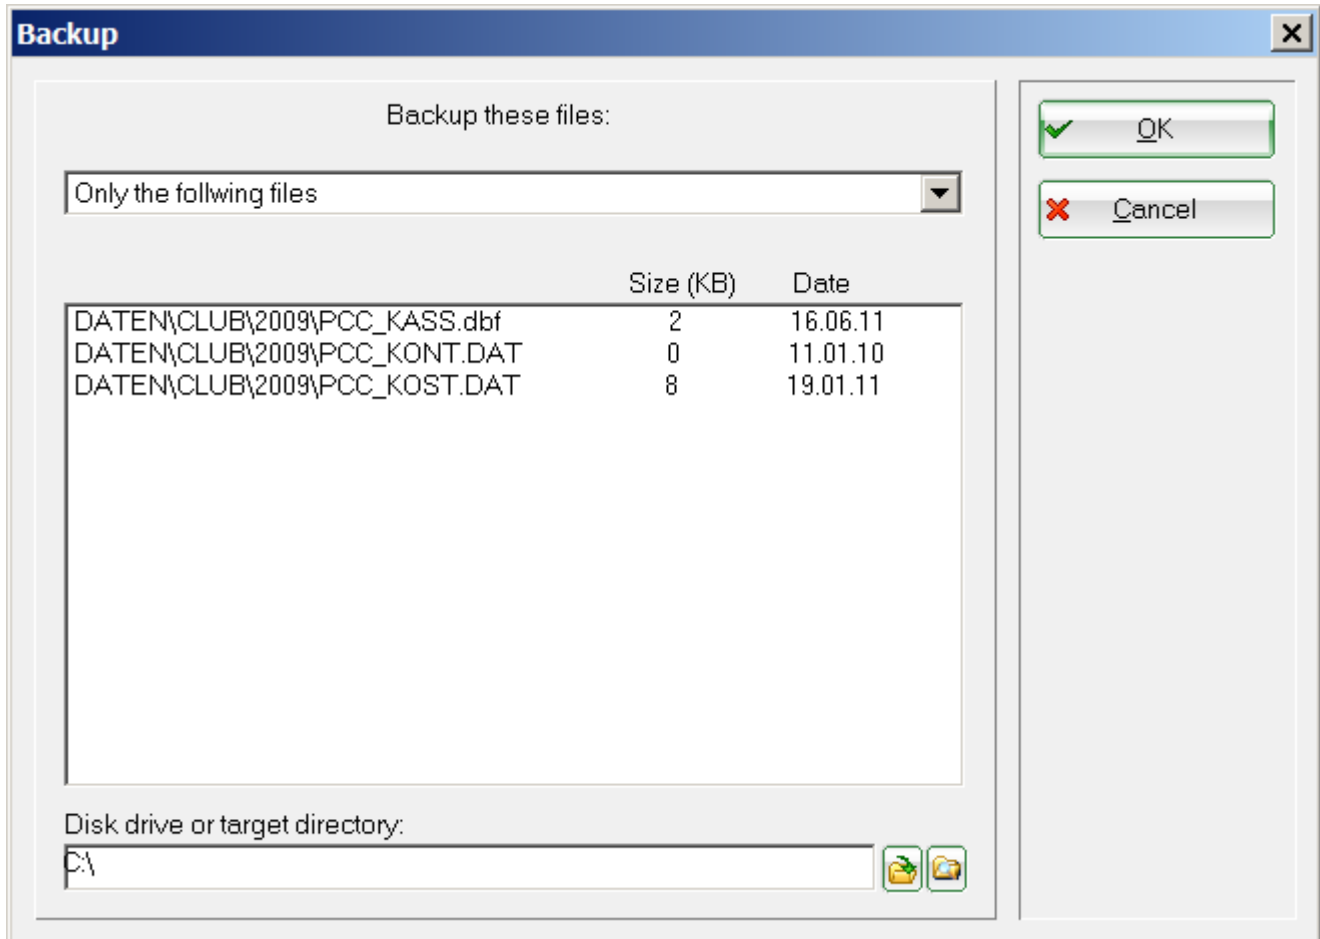 Backup
Backup these files:
OK
Only the follwing files
Cancel
Size (KB) Date
DATEN\CLUB\2009\PCC_KASS.dbf 2 16.06.11
DATEN\CLUB\2009\PCC_KONT.DAT 0 11.01.10
DATEN\CLUB\2009\PCC_KOST.DAT 8 19.01.11
Disk drive or target directory:
C:\